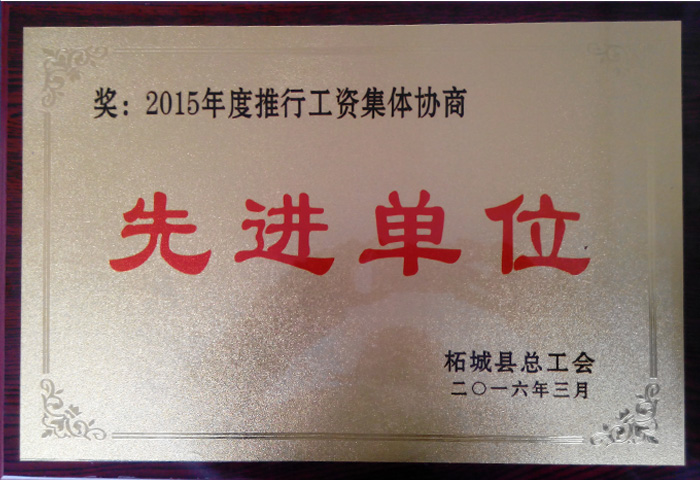 奖：2015年度推行工资集体协商
先进单位
柘城县总工会
二〇一六年三月